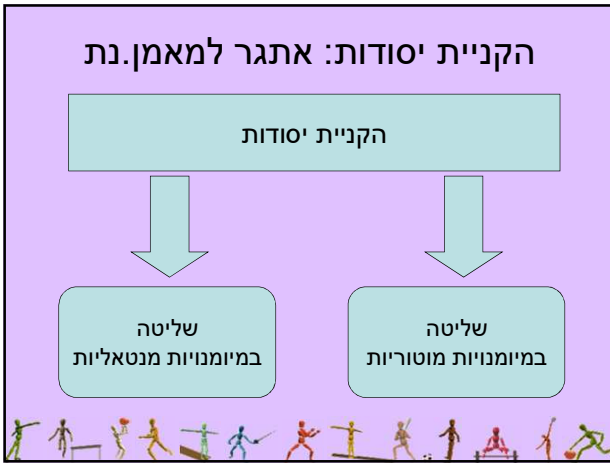 הקניית יסודות: אתגר למאמן.נת
הקניית יסודות
שליטה
במיומנויות מוטוריות
שליטה
במיומנויות מנטאליות